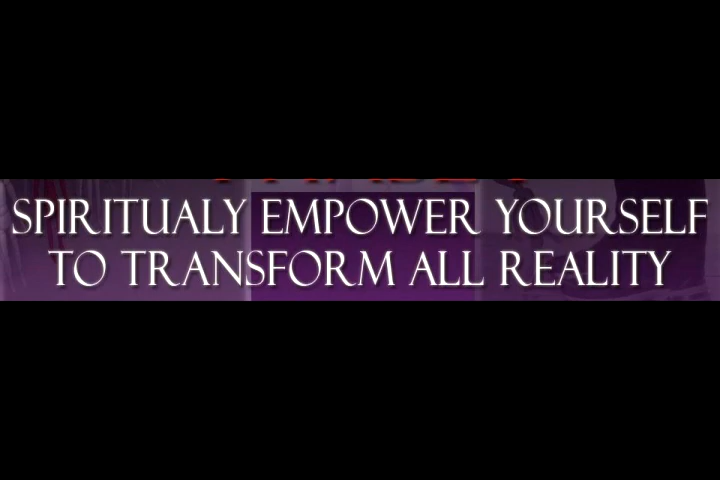 SPIRITUALY EMPOWER YOURSELF
TO TRANSFORM ALL REALITY